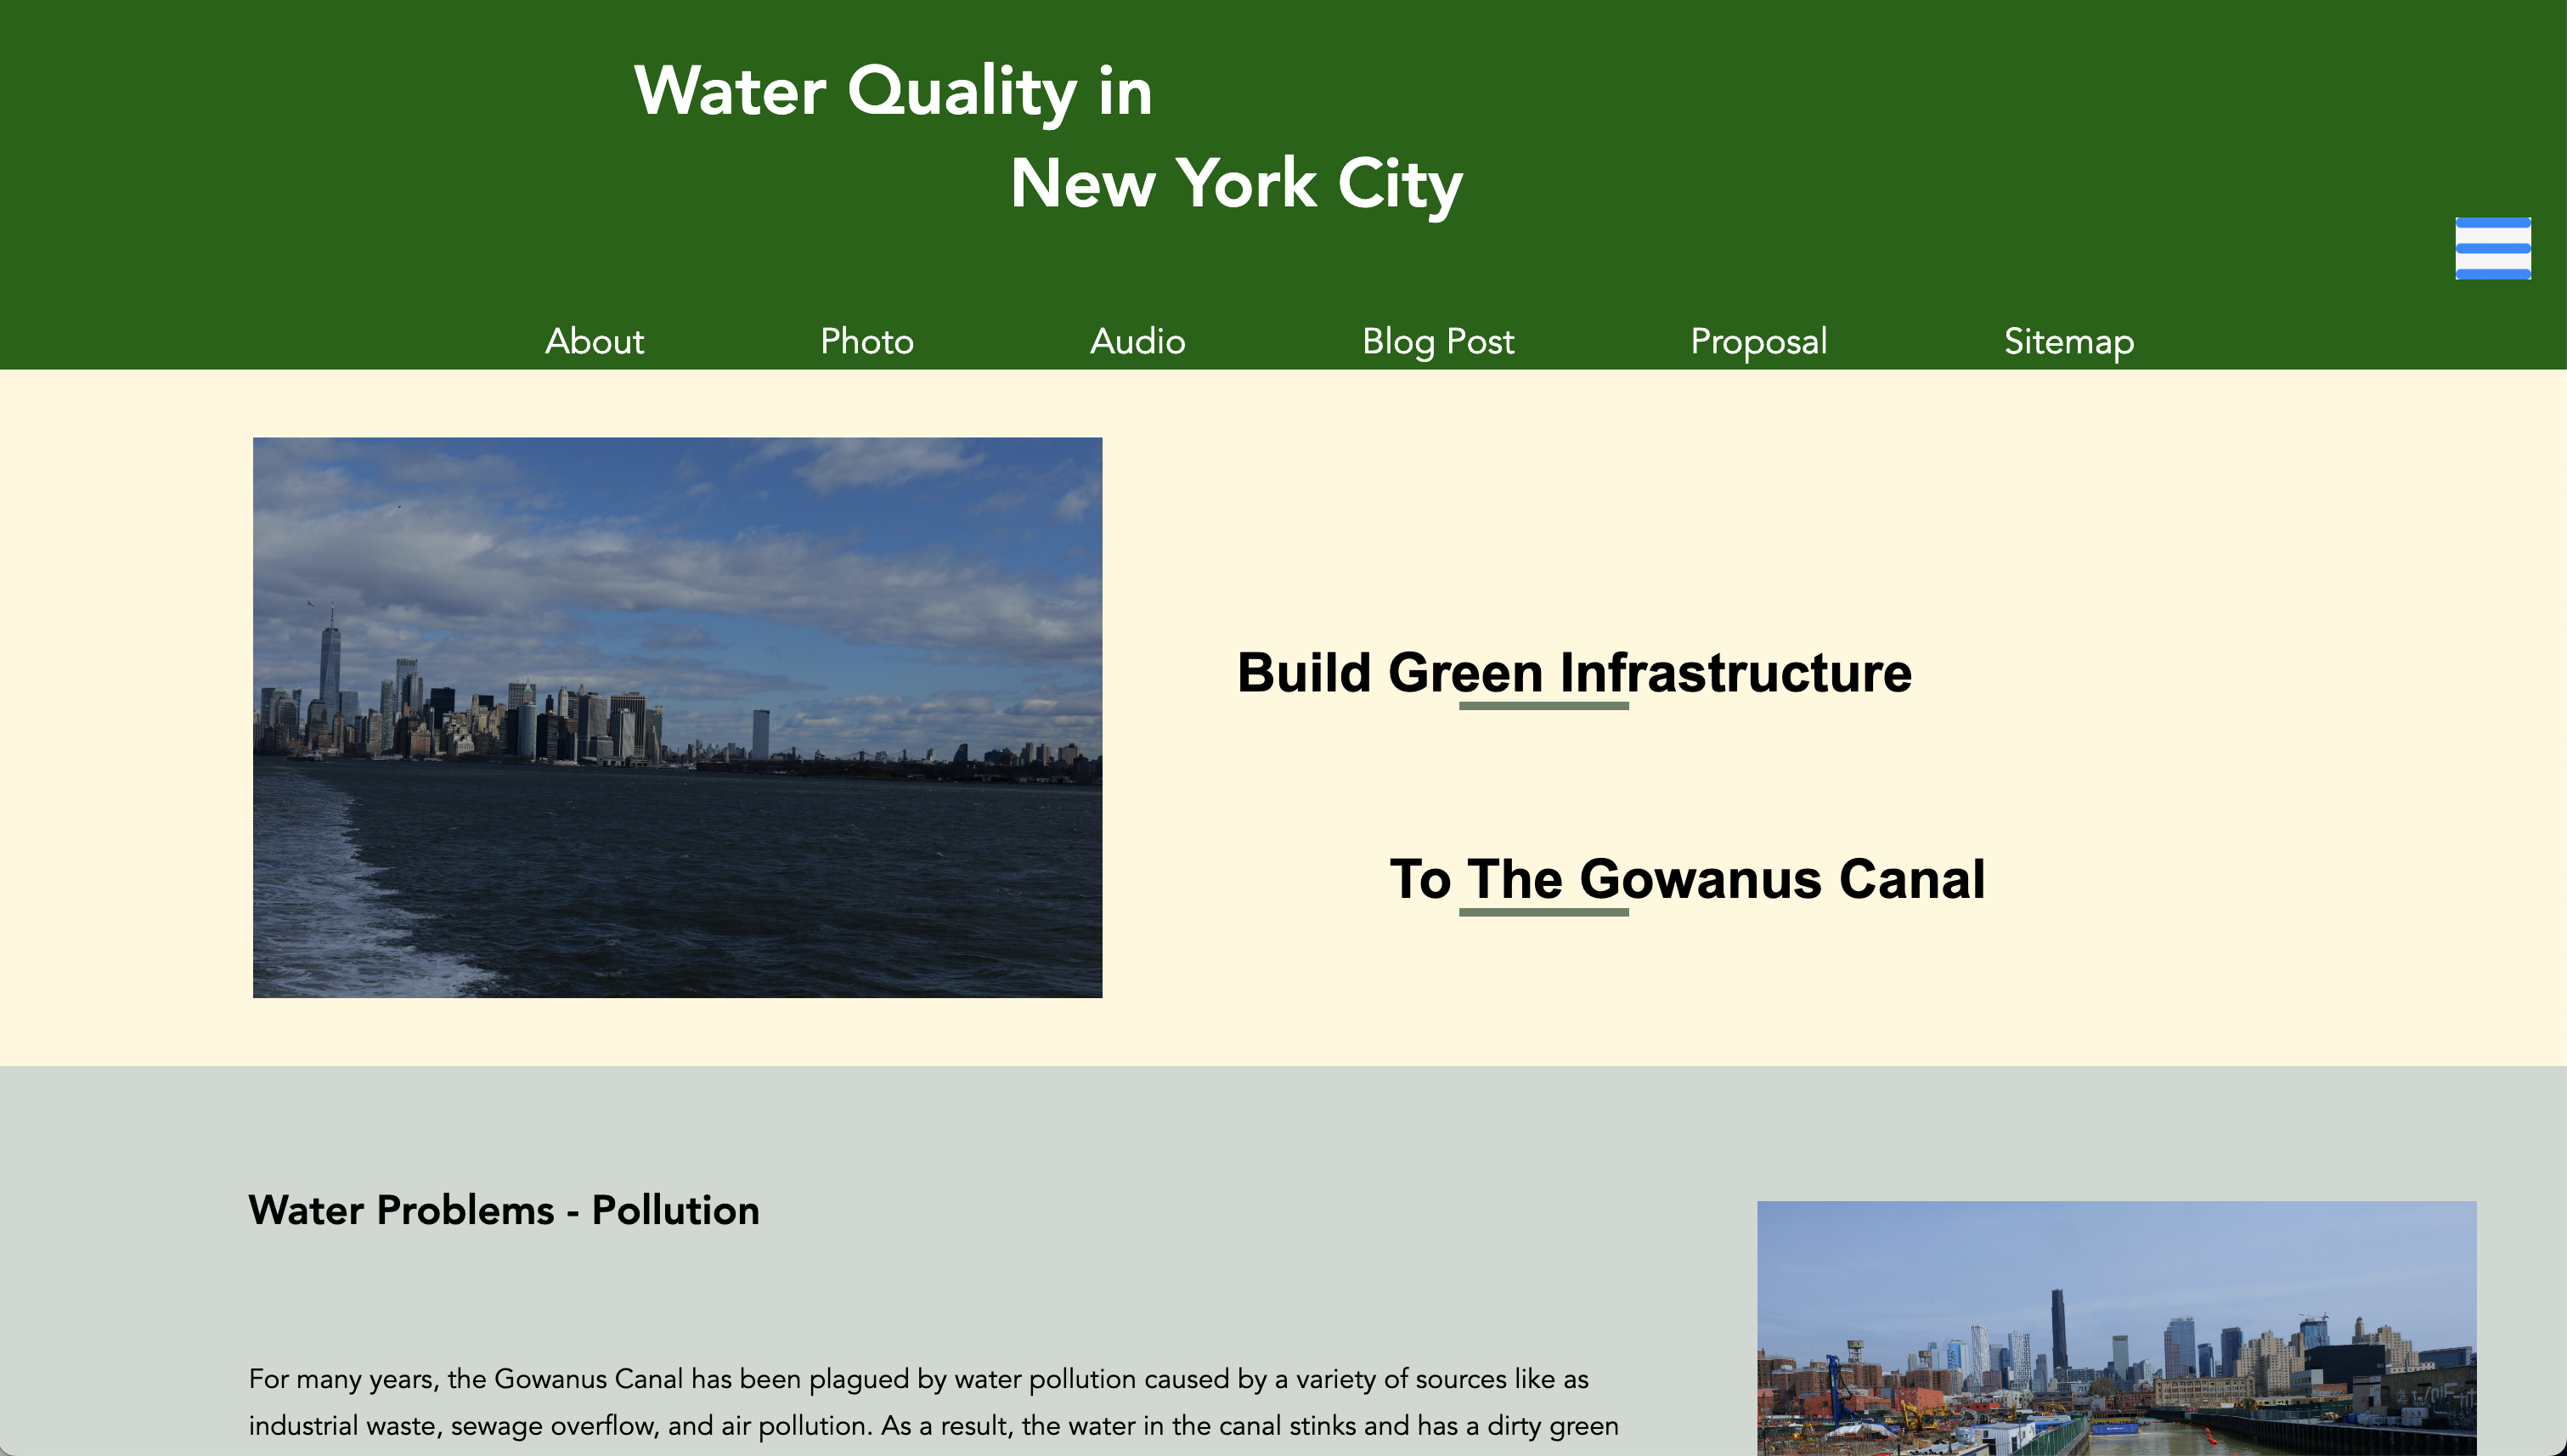 Water Quality in
New York City
About Photo Audio Blog Post Proposal Sitemap
Build Green Infrastructure
To The Gowanus Canal
Water Problems - Pollution
For many years, the Gowanus Canal has been plagued by water pollution caused by a variety of sources like as
industrial waste, sewage overflow, and air pollution. As a result, the water in the canal stinks and has a dirty green